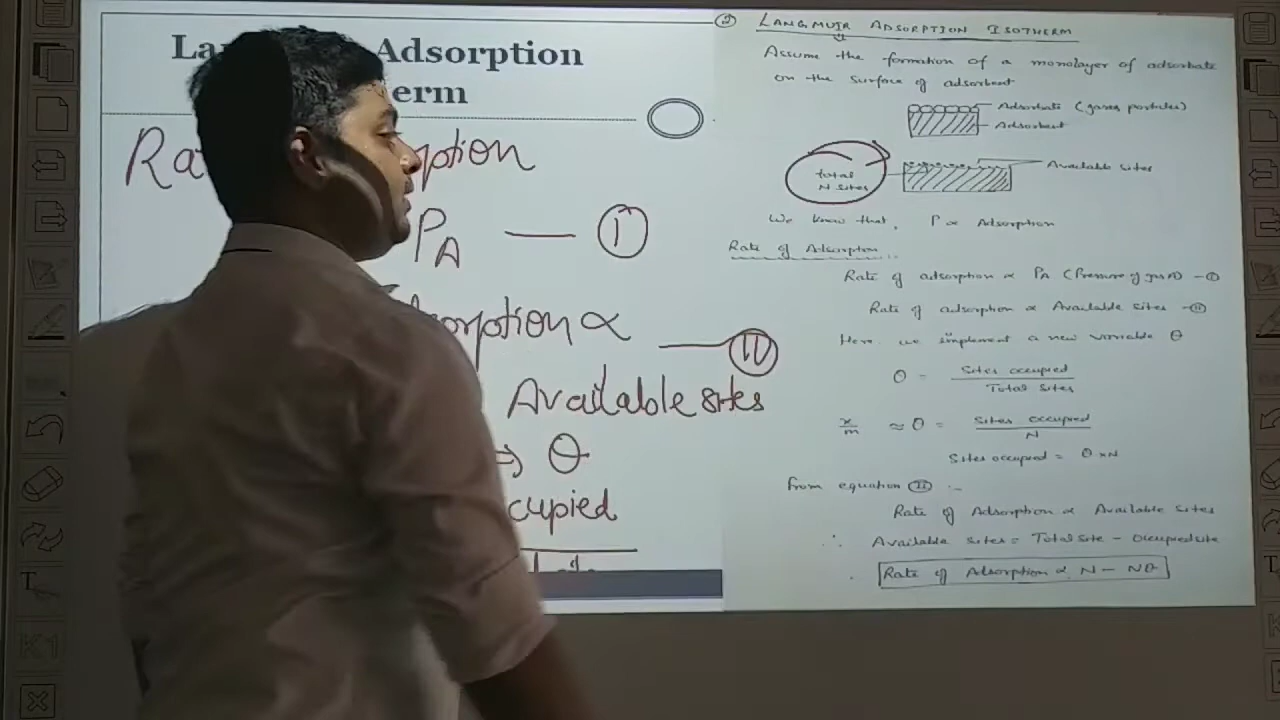 Adsorption
erm
Ra ption
PA — I
sorption ∝
— II
Available sites
⇒ θ
cupied
② LANGMUIR ADSORPTION ISOTHERM
Assume the formation of a monolayer of adsorbate
on the surface of adsorbent
Adsorbate (gases particles)
Adsorbent
Available sites
total
N sites
We know that, P ∝ Adsorption
Rate of Adsorption
Rate of adsorption ∝ PA (Pressure of gas A) - ①
Rate of adsorption ∝ Available sites - II
Here we implement a new variable θ
θ = Sites occupied
Total sites
x/m ≈ θ = Sites occupied
N
Sites occupied = θ × N
From equation II :-
Rate of Adsorption ∝ Available sites
∴ Available sites = Total site - occupied site
∴ Rate of Adsorption ∝ N - Nθ
K1